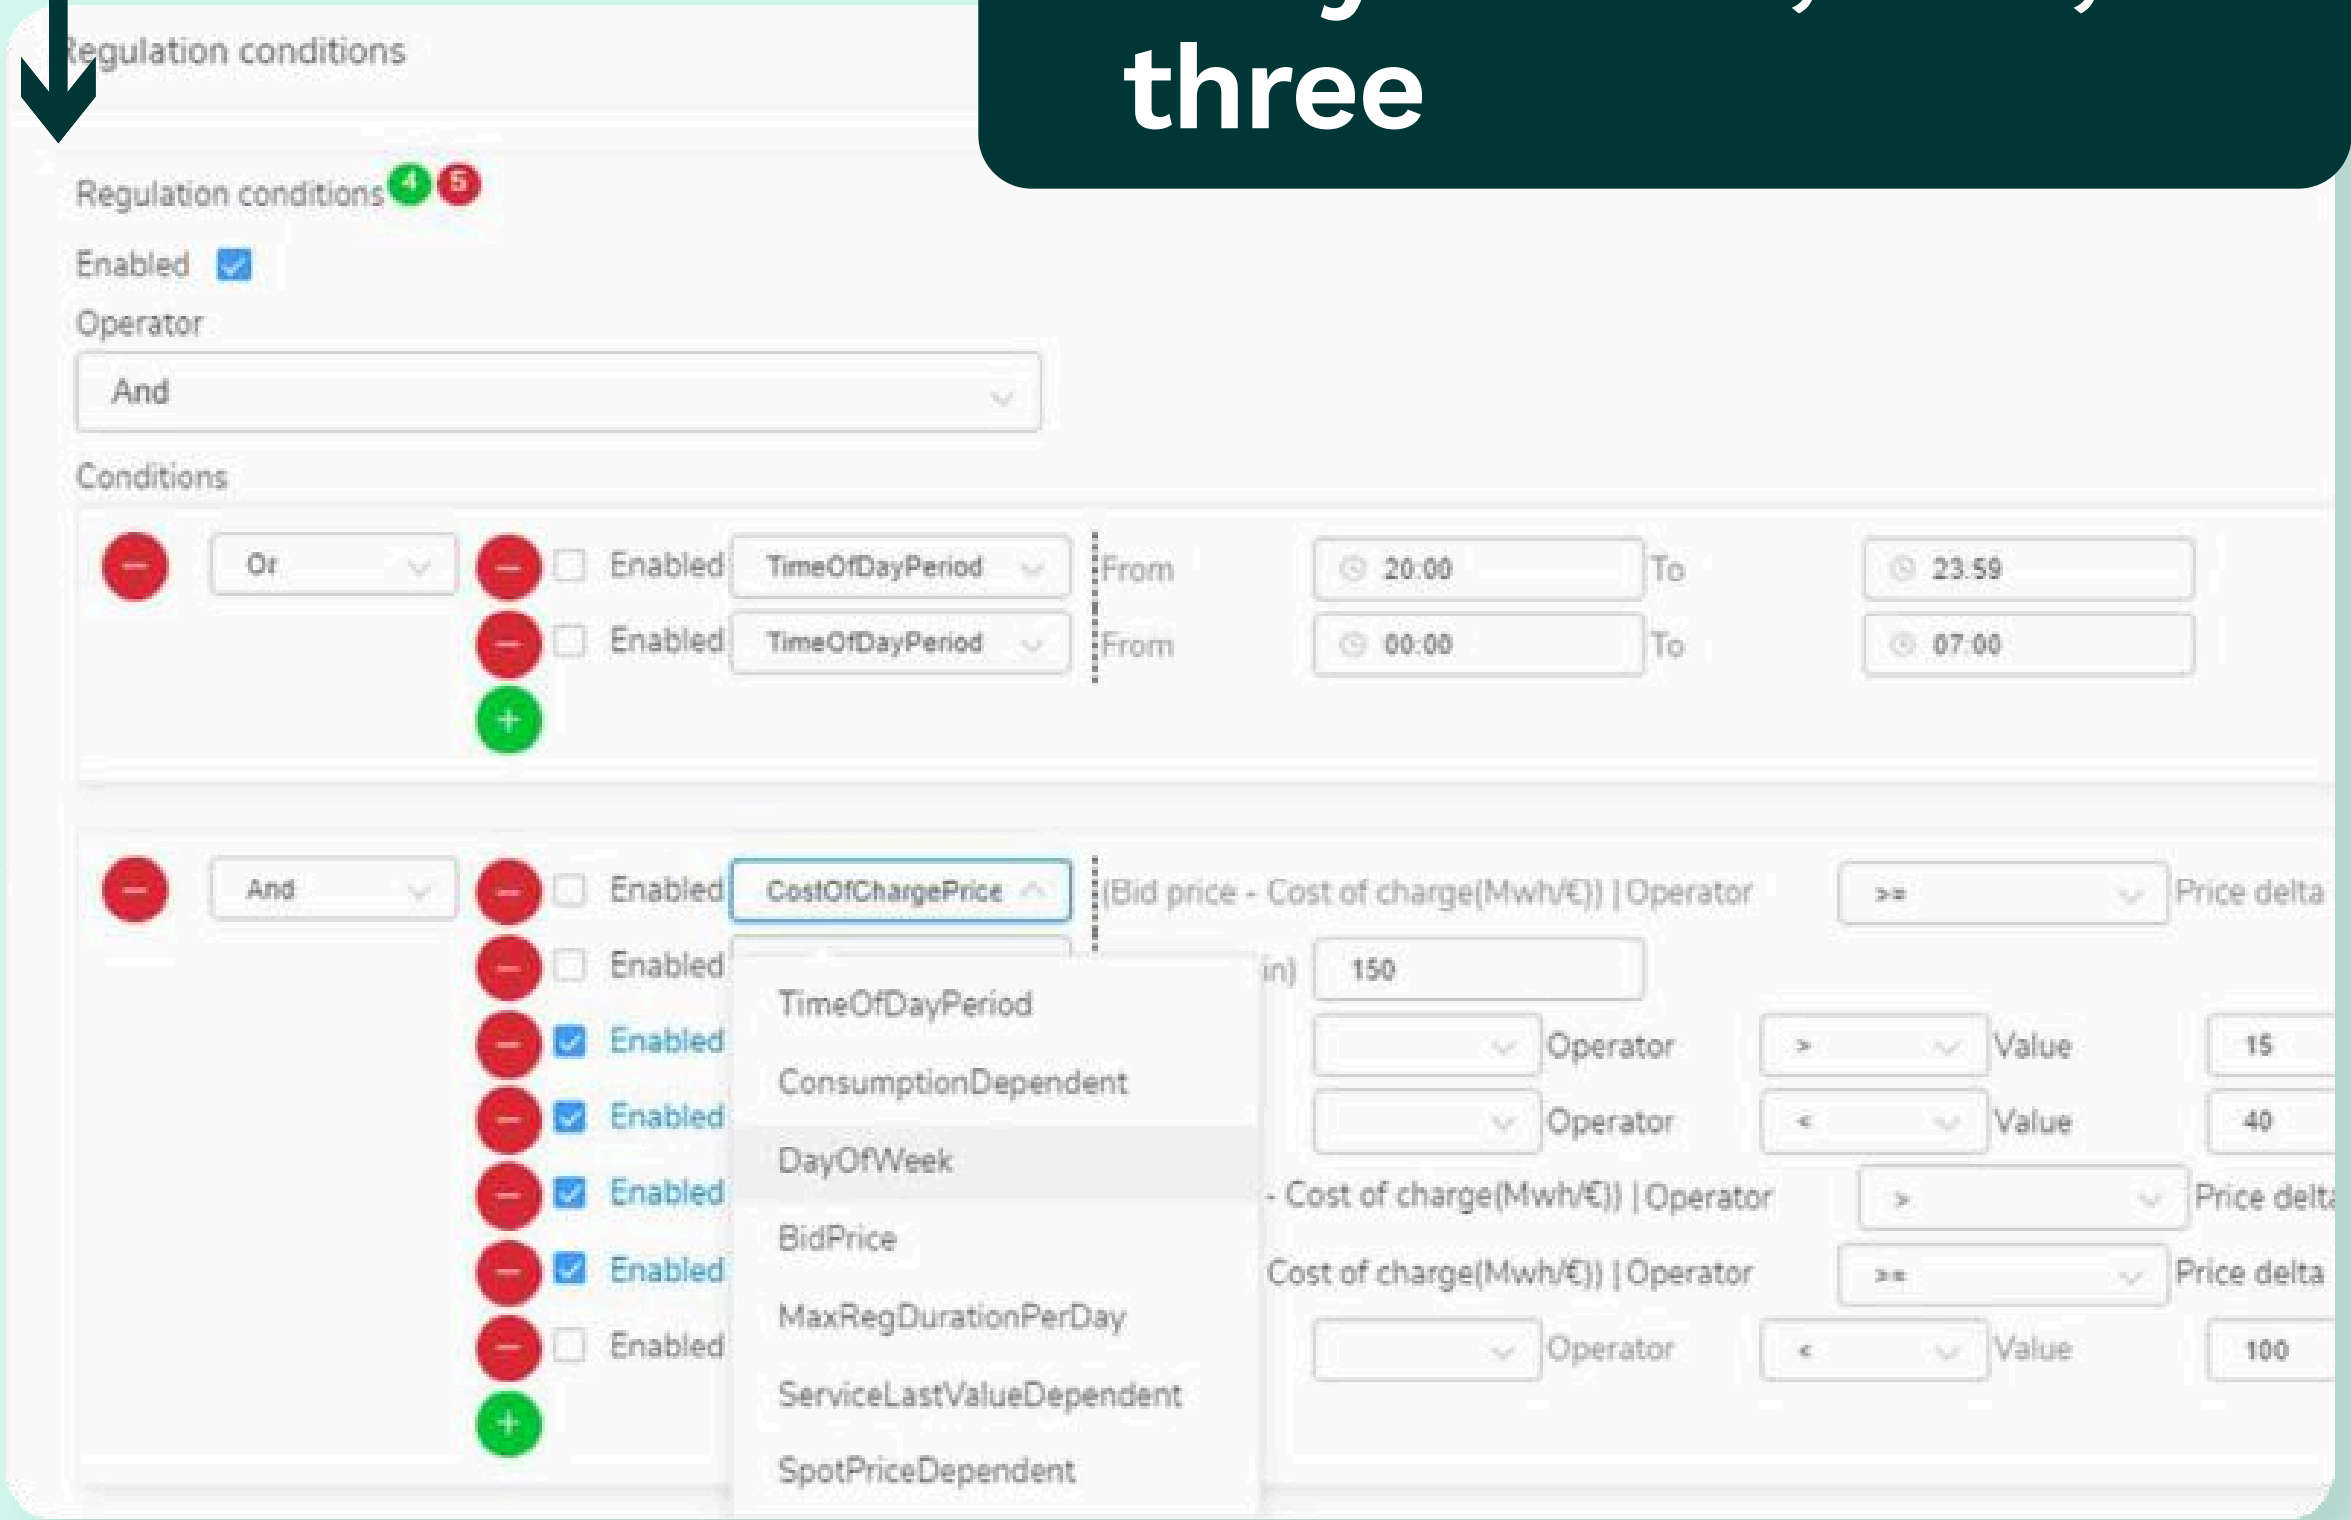 three
Regulation conditions
Regulation conditions 4 5
Enabled
Operator
And
Conditions
Or Enabled TimeOfDayPeriod From 20:00 To 23:59
Enabled TimeOfDayPeriod From 00:00 To 07:00
And Enabled CostOfChargePrice (Bid price - Cost of charge(Mwh/€)) | Operator >= Price delta
Enabled in) 150
TimeOfDayPeriod
Enabled Operator > Value 15
ConsumptionDependent
Enabled Operator < Value 40
DayOfWeek
Enabled - Cost of charge(Mwh/€)) | Operator > Price delta
BidPrice
Enabled Cost of charge(Mwh/€)) | Operator >= Price delta
MaxRegDurationPerDay
Enabled Operator < Value 100
ServiceLastValueDependent
SpotPriceDependent